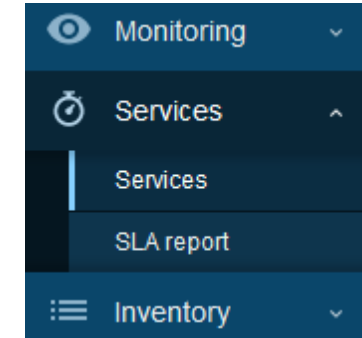 Monitoring
Services
Services
SLA report
Inventory